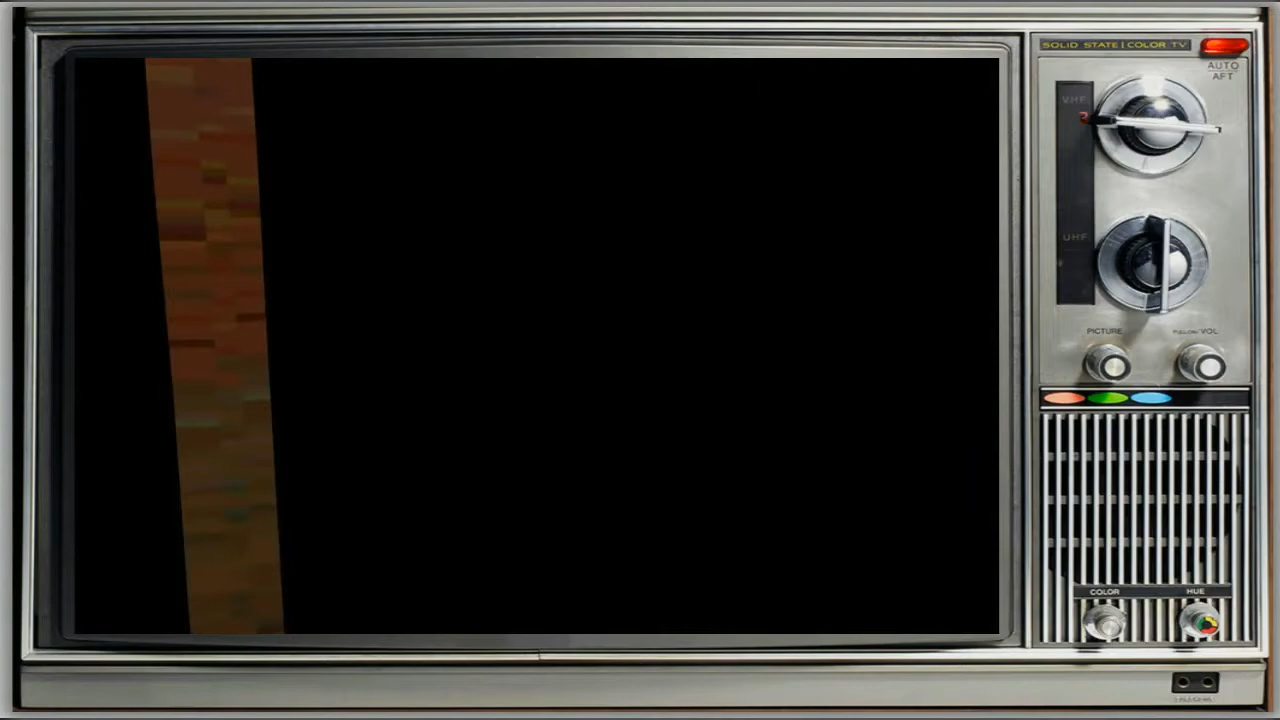 SOLID STATE | COLOR TV
AUTO
AFT
VHF
UHF
PICTURE
VOL
COLOR
HUE